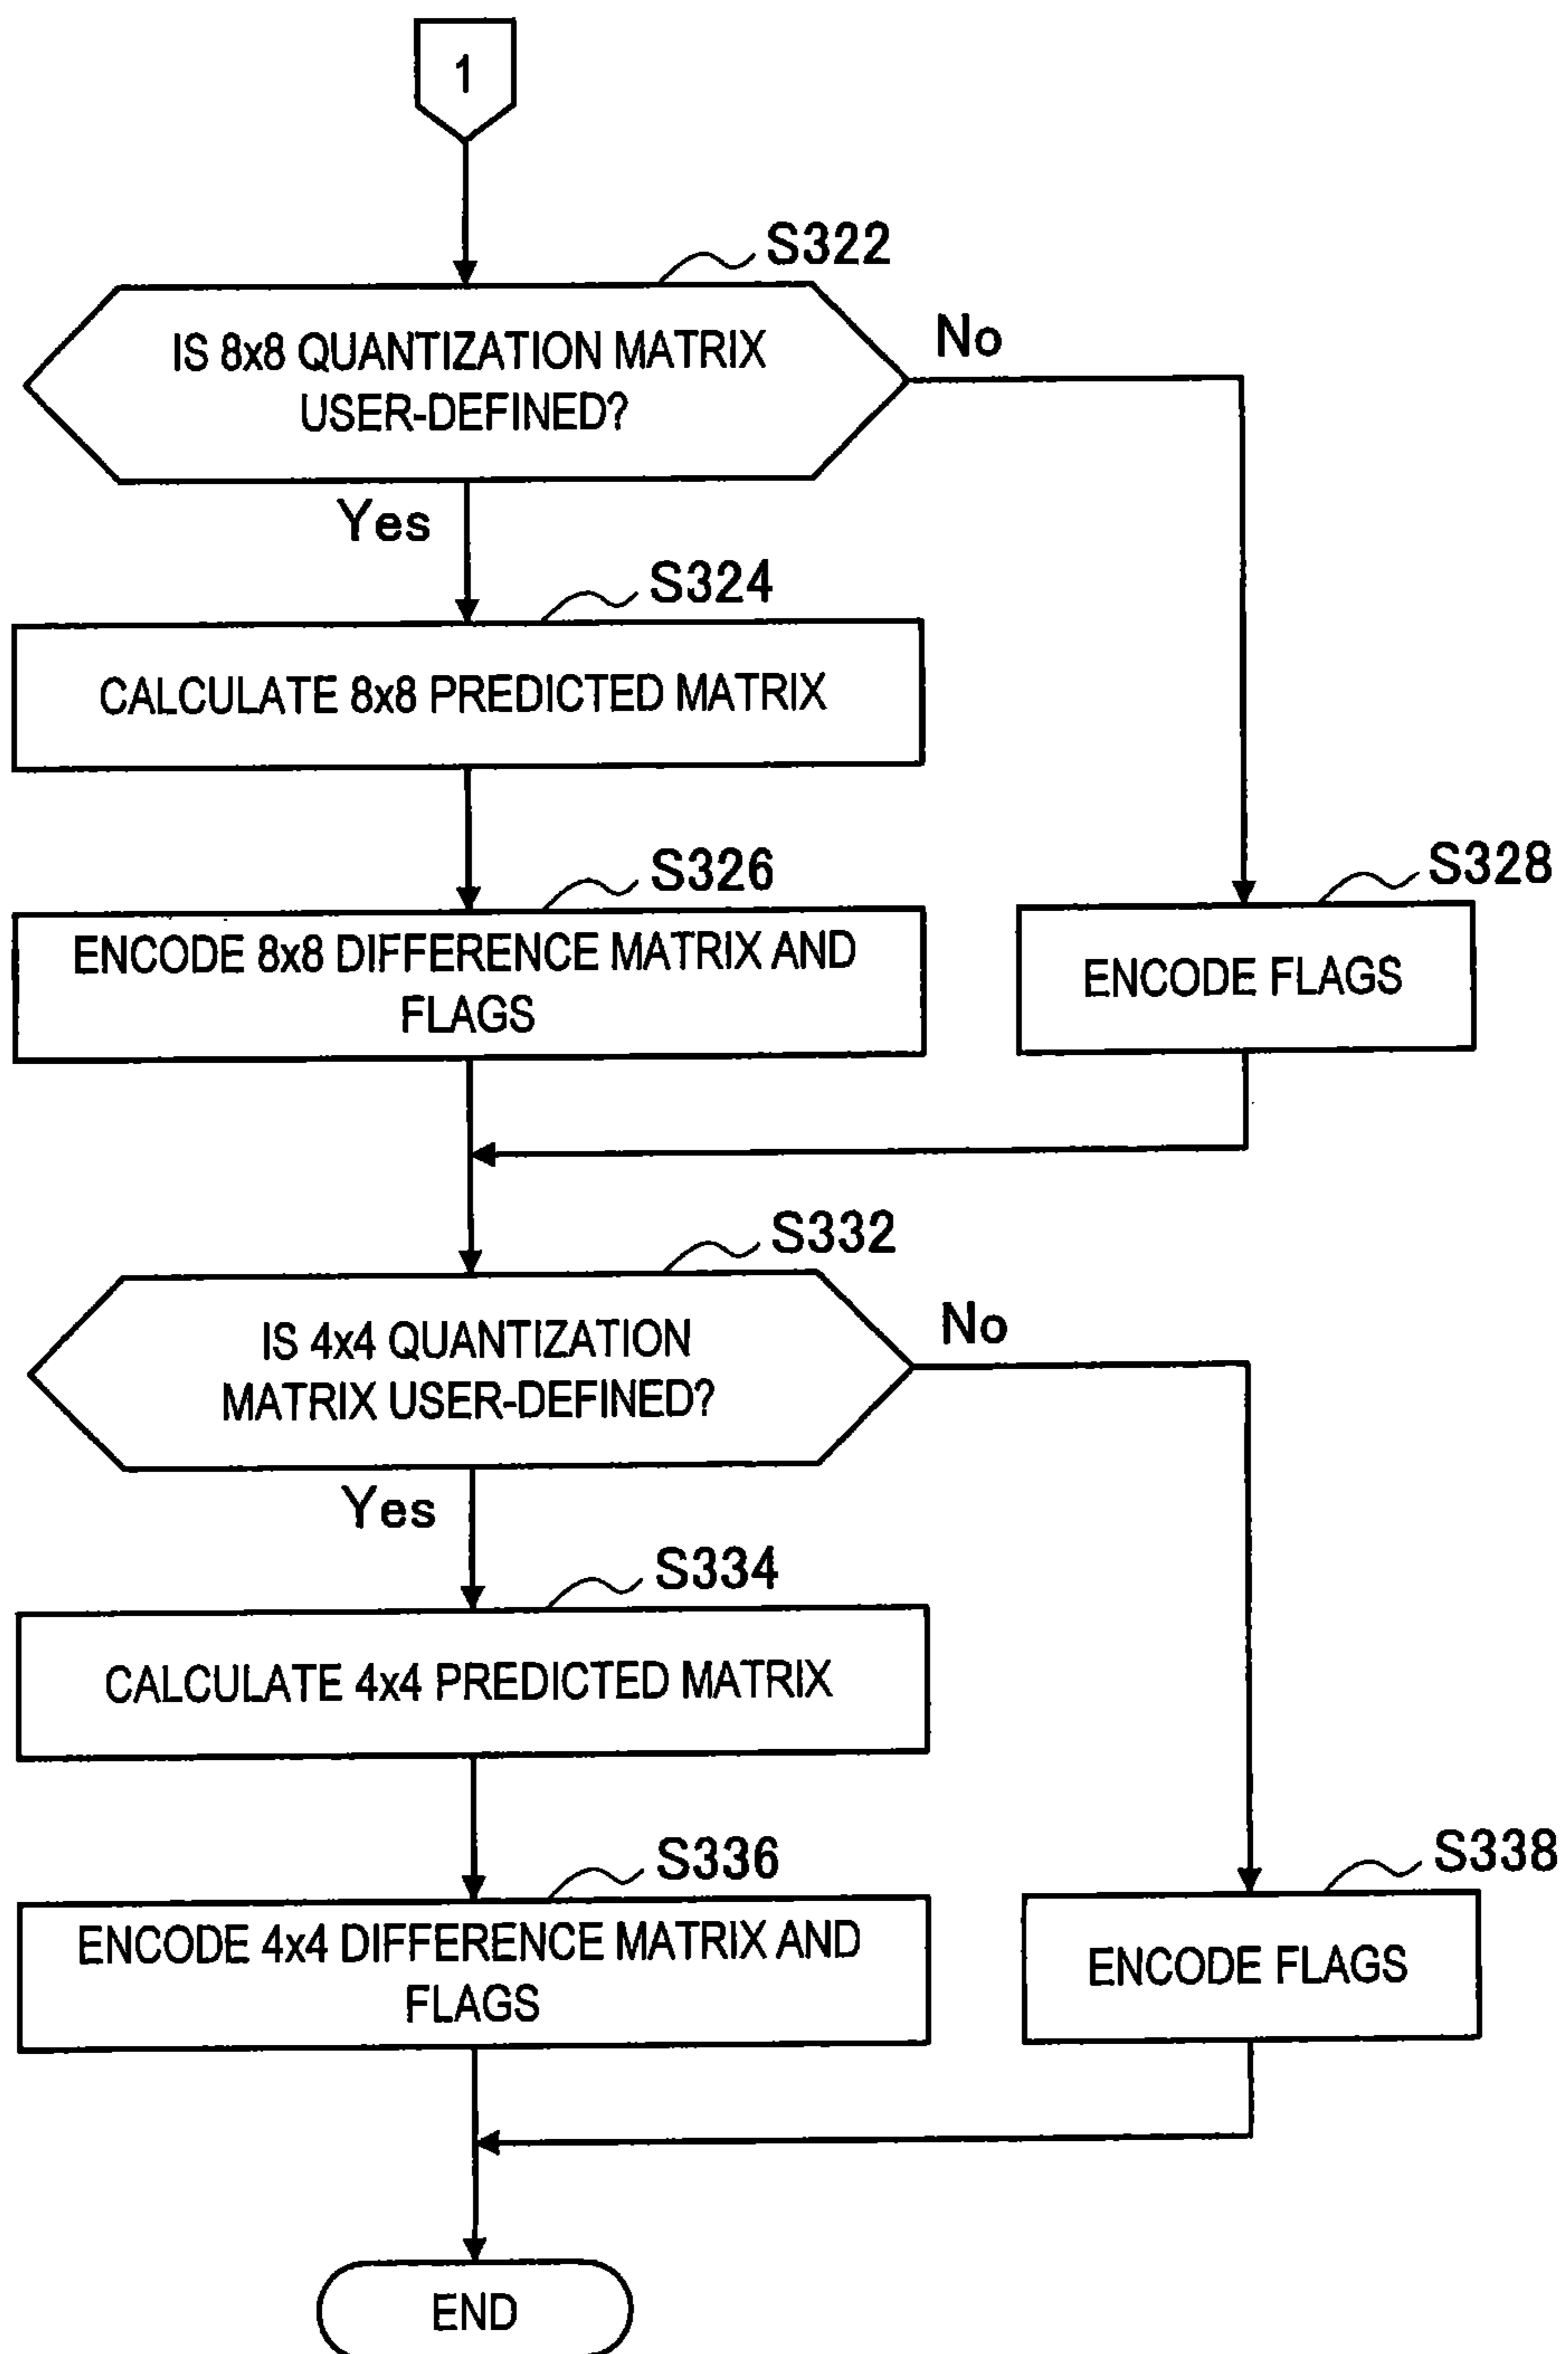 1
S322
IS 8x8 QUANTIZATION MATRIX
USER-DEFINED?
No
Yes
S324
CALCULATE 8x8 PREDICTED MATRIX
S326
ENCODE 8x8 DIFFERENCE MATRIX AND
FLAGS
S328
ENCODE FLAGS
S332
IS 4x4 QUANTIZATION
MATRIX USER-DEFINED?
No
Yes
S334
CALCULATE 4x4 PREDICTED MATRIX
S336
ENCODE 4x4 DIFFERENCE MATRIX AND
FLAGS
S338
ENCODE FLAGS
END